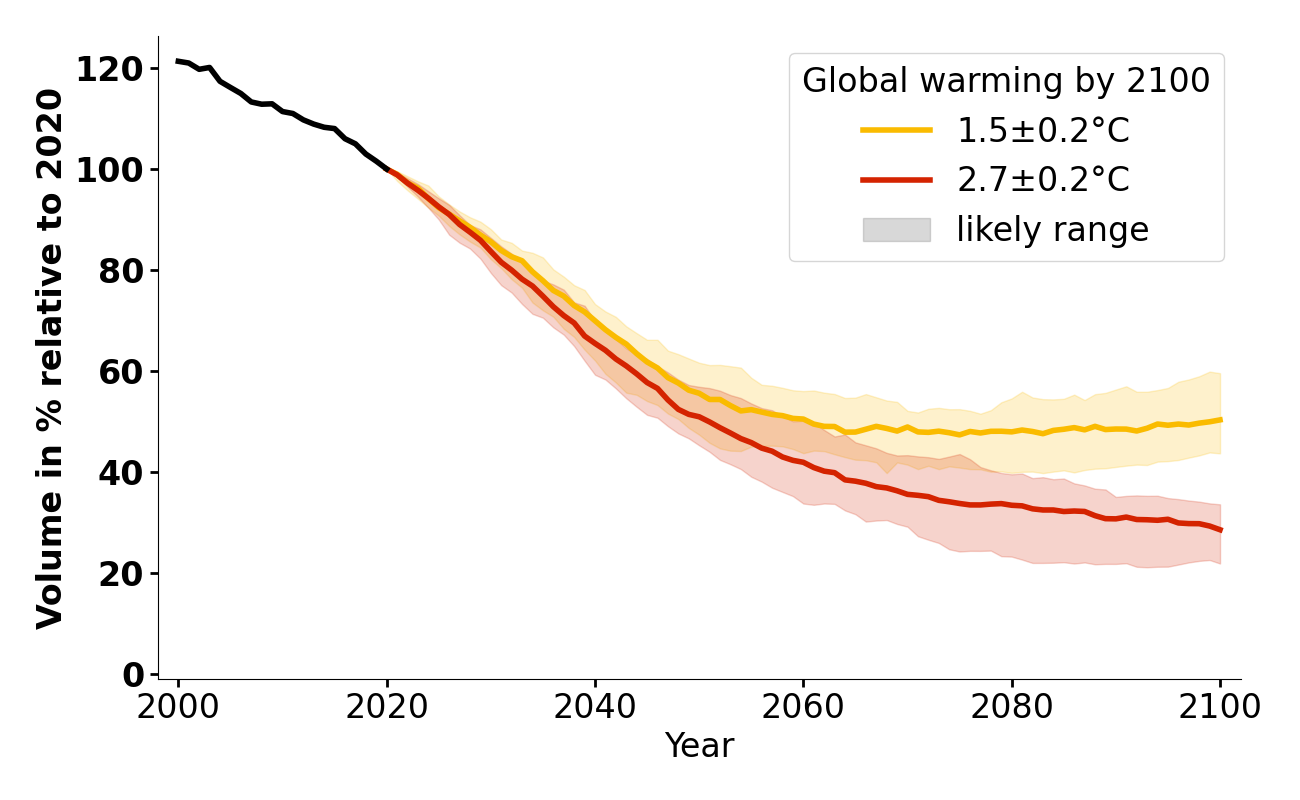 Volume in % relative to 2020
120
100
80
60
40
20
0
Global warming by 2100
1.5±0.2°C
2.7±0.2°C
likely range
2000 2020 2040 2060 2080 2100
Year